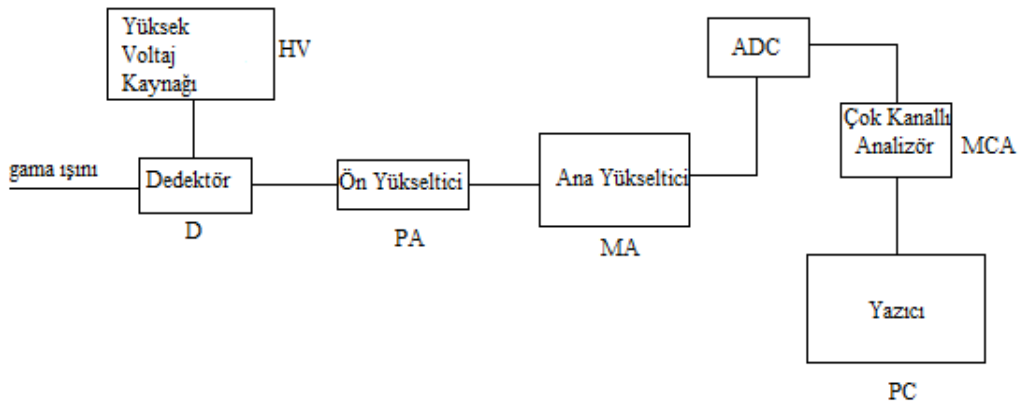 Yüksek
Voltaj
Kaynağı
HV
gama ışını
Dedektör
D
Ön Yükseltici
PA
Ana Yükseltici
MA
ADC
Çok Kanallı
Analizör
MCA
Yazıcı
PC